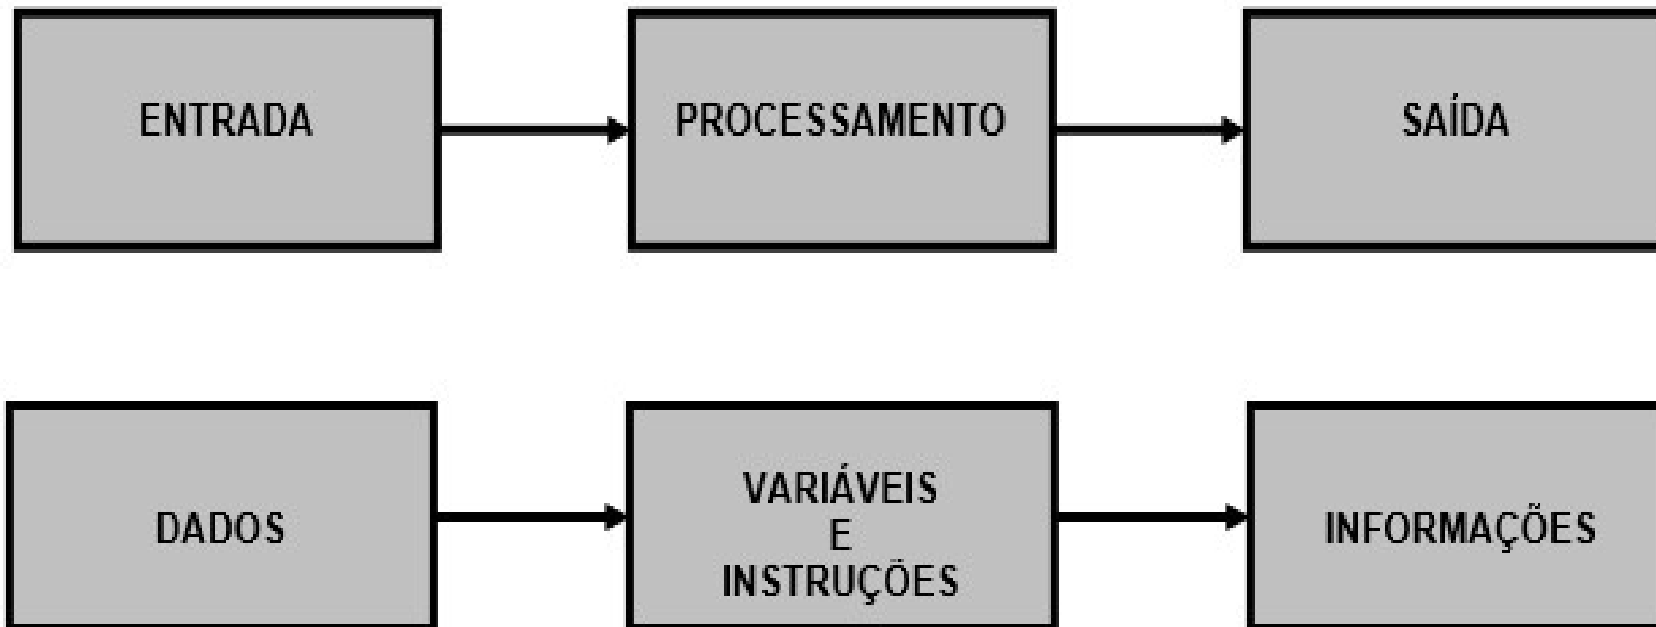 ENTRADA
PROCESSAMENTO
SAÍDA
DADOS
VARIÁVEIS
E
INSTRUÇÕES
INFORMAÇÕES